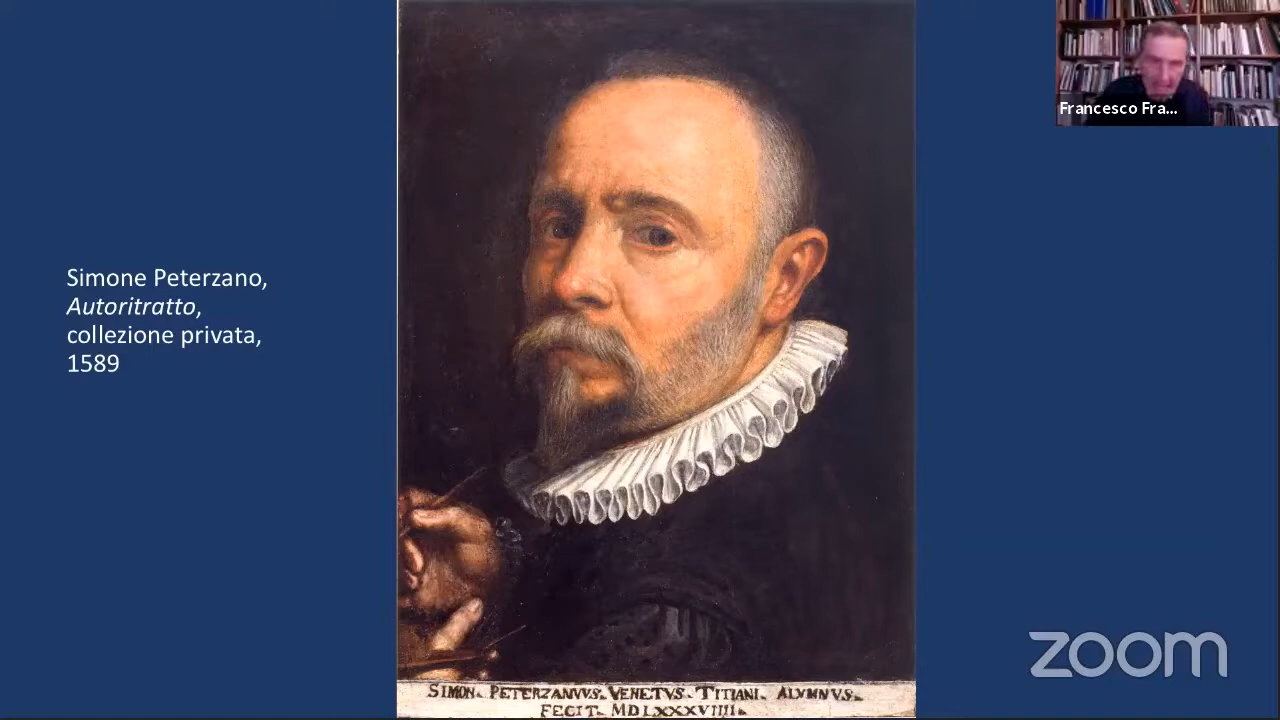 Simone Peterzano,
Autoritratto,
collezione privata,
1589
Francesco Fra...
SIMON. PETERZANVS. VENETVS. TITIANI. ALVMNVS.
FECIT. MDLXXXVIIII.
zoom